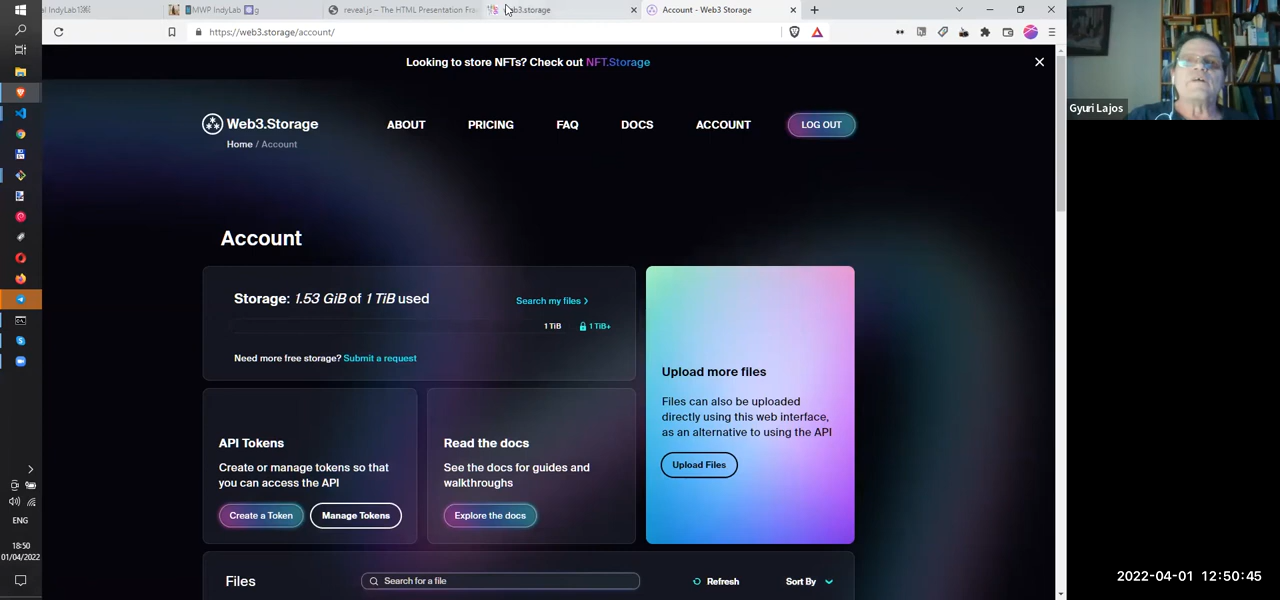 IndyLab
MWP IndyLab
reveal.js – The HTML Presentation Fra
b3.storage
Account - Web3 Storage
https://web3.storage/account/
Looking to store NFTs? Check out NFT.Storage
Gyuri Lajos
Web3.Storage
ABOUT
PRICING
FAQ
DOCS
ACCOUNT
LOG OUT
Home / Account
Account
Storage: 1.53 GiB of 1 TiB used
Search my files >
1 TiB
1 TiB+
Need more free storage? Submit a request
Upload more files
Files can also be uploaded
directly using this web interface,
as an alternative to using the API
Upload Files
API Tokens
Create or manage tokens so that
you can access the API
Create a Token
Manage Tokens
Read the docs
See the docs for guides and
walkthroughs
Explore the docs
Files
Search for a file
Refresh
Sort By
ENG
18:50
01/04/2022
2022-04-01 12:50:45